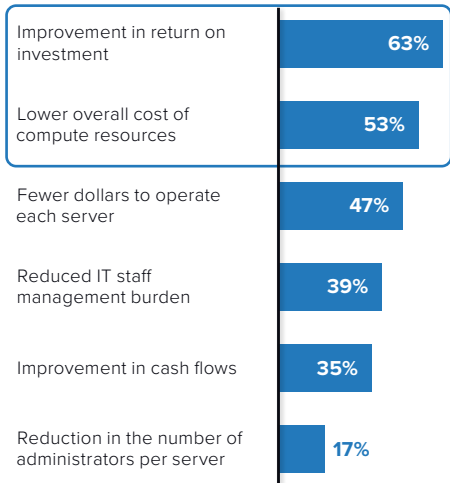 Improvement in return on
investment
63%
Lower overall cost of
compute resources
53%
Fewer dollars to operate
each server
47%
Reduced IT staff
management burden
39%
Improvement in cash flows
35%
Reduction in the number of
administrators per server
17%